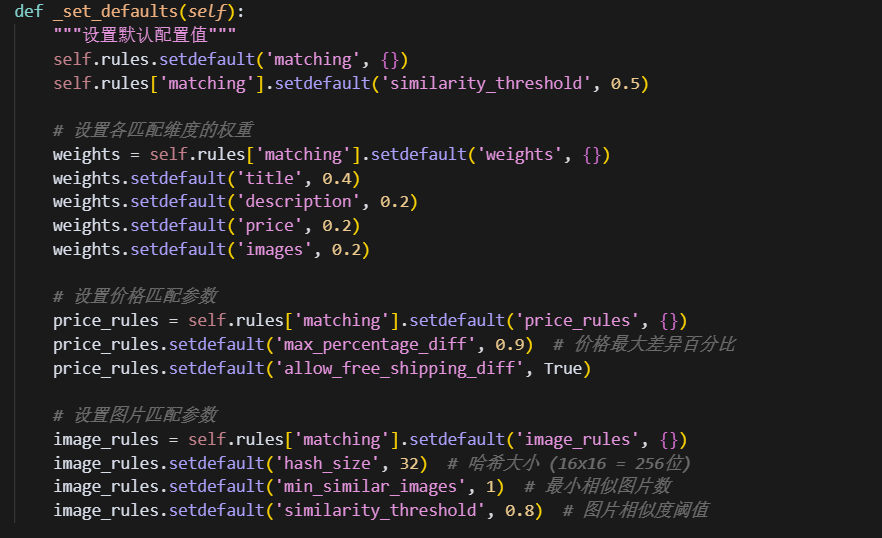 def _set_defaults(self):
    """设置默认配置值"""
    self.rules.setdefault('matching', {})
    self.rules['matching'].setdefault('similarity_threshold', 0.5)
    # 设置各匹配维度的权重
    weights = self.rules['matching'].setdefault('weights', {})
    weights.setdefault('title', 0.4)
    weights.setdefault('description', 0.2)
    weights.setdefault('price', 0.2)
    weights.setdefault('images', 0.2)
    # 设置价格匹配参数
    price_rules = self.rules['matching'].setdefault('price_rules', {})
    price_rules.setdefault('max_percentage_diff', 0.9)  # 价格最大差异百分比
    price_rules.setdefault('allow_free_shipping_diff', True)
    # 设置图片匹配参数
    image_rules = self.rules['matching'].setdefault('image_rules', {})
    image_rules.setdefault('hash_size', 32)  # 哈希大小 (16x16 = 256位)
    image_rules.setdefault('min_similar_images', 1)  # 最小相似图片数
    image_rules.setdefault('similarity_threshold', 0.8)  # 图片相似度阈值